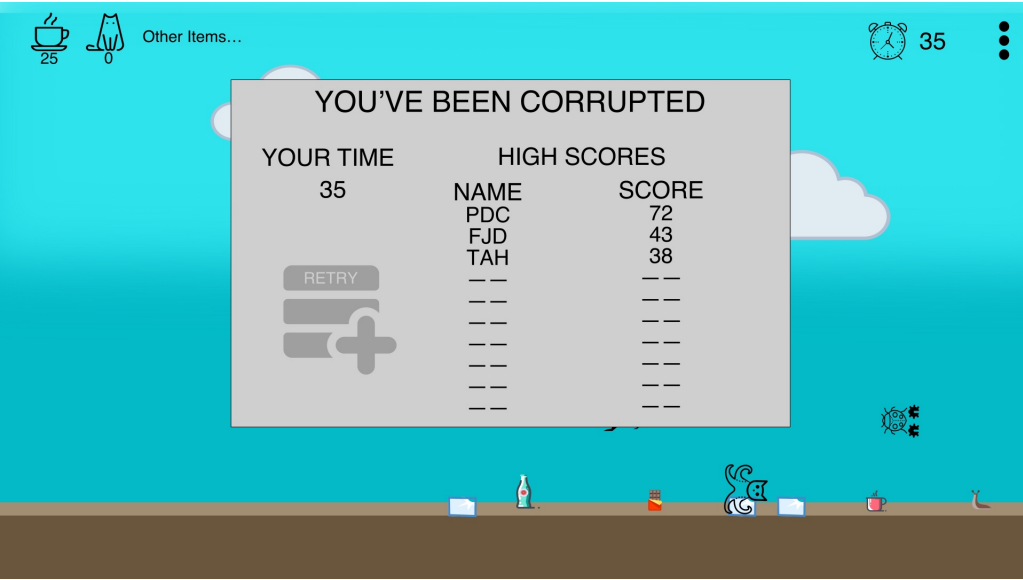 Other Items...
35
25
0
YOU'VE BEEN CORRUPTED
YOUR TIME
HIGH SCORES
35
NAME
SCORE
PDC
72
FJD
43
TAH
38
RETRY
— —
— —
— —
— —
— —
— —
— —
— —
— —
— —
— —
— —
— —
— —